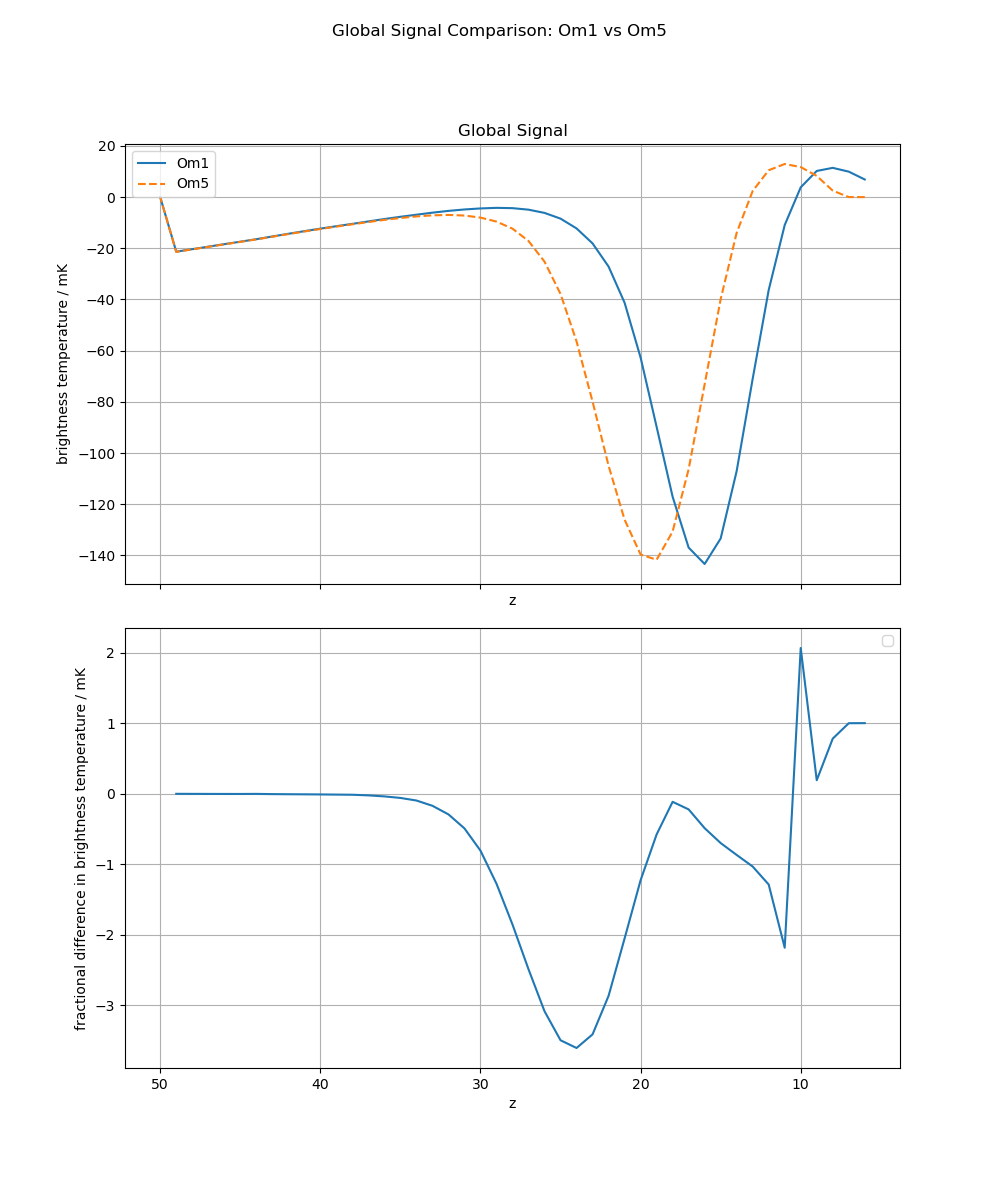 Global Signal Comparison: Om1 vs Om5
Global Signal
Om1
Om5
20
0
−20
−40
−60
−80
−100
−120
−140
brightness temperature / mK
z
2
1
0
−1
−2
−3
fractional difference in brightness temperature / mK
50
40
30
20
10
z